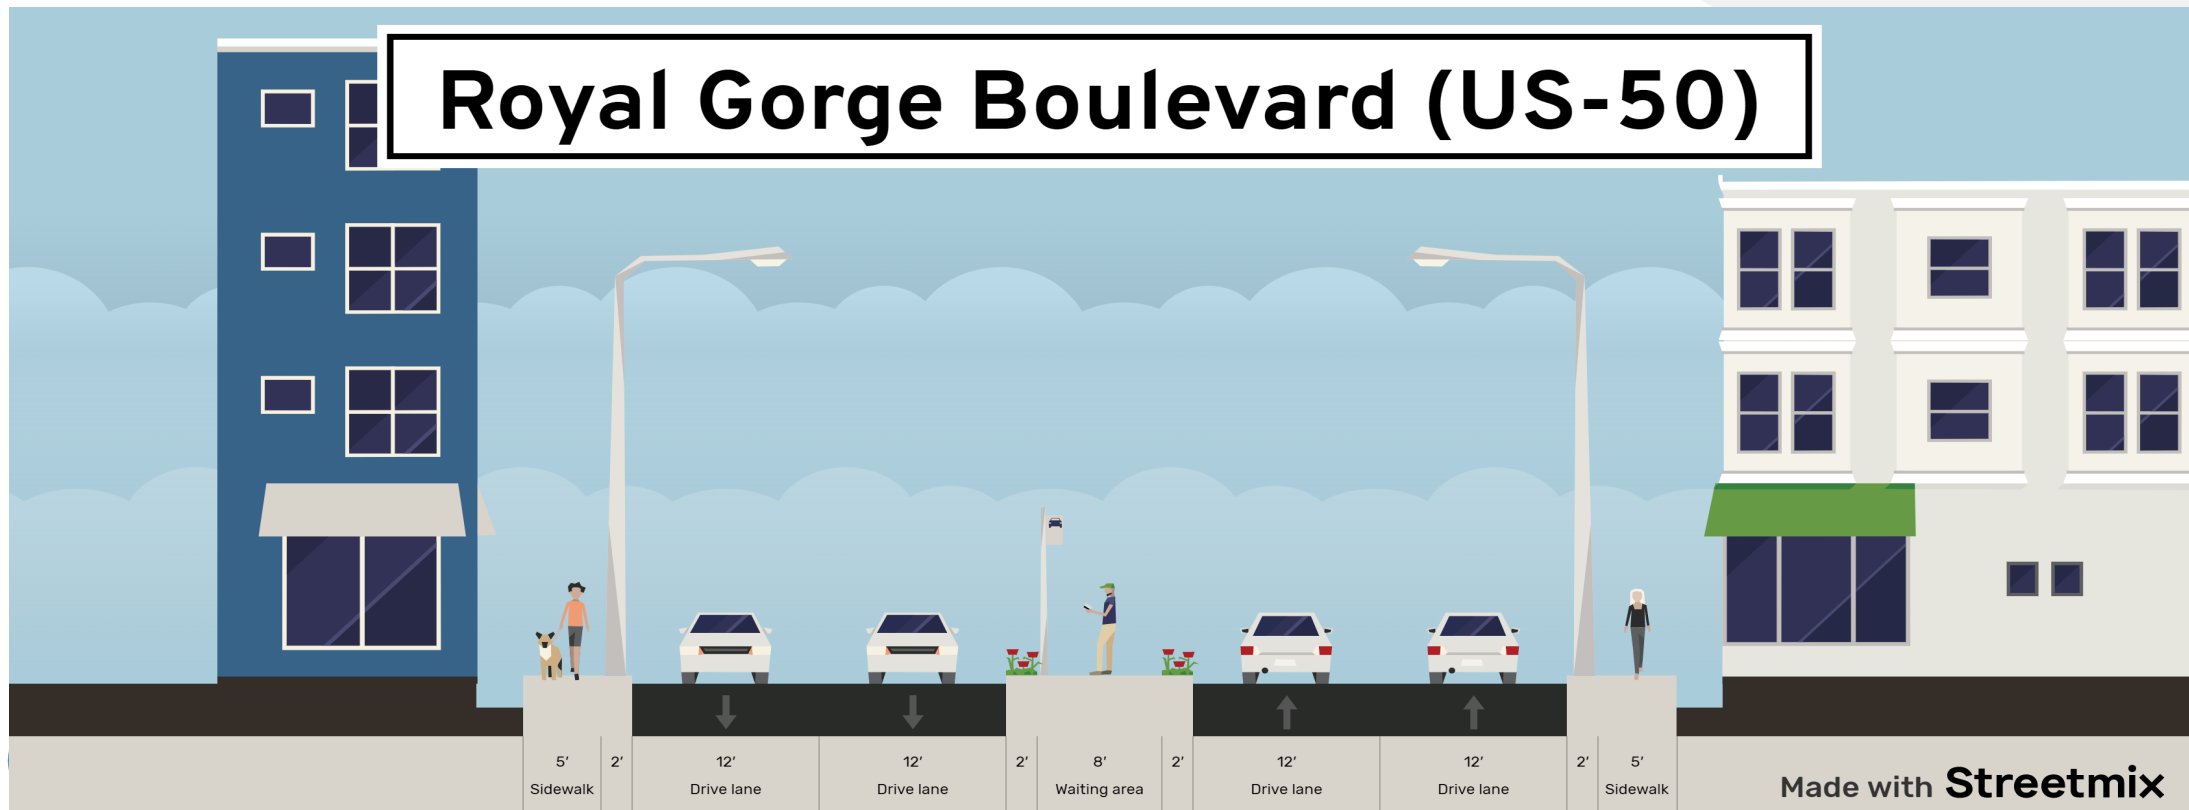 Royal Gorge Boulevard (US-50)
5' 2' 12' 12' 2' 8' 2' 12' 12' 2' 5'
Sidewalk Drive lane Drive lane Waiting area Drive lane Drive lane Sidewalk
Made with Streetmix